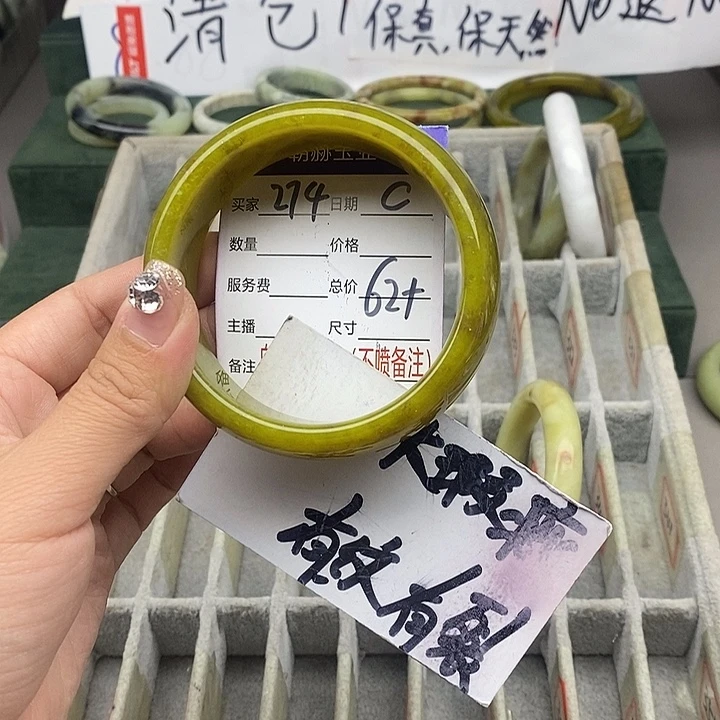 清仓
保真,保天然
No退
买家 274 日期 C
数量 价格
服务费 总价 62+
主播 尺寸
备注 (不喷备注)
有纹有裂